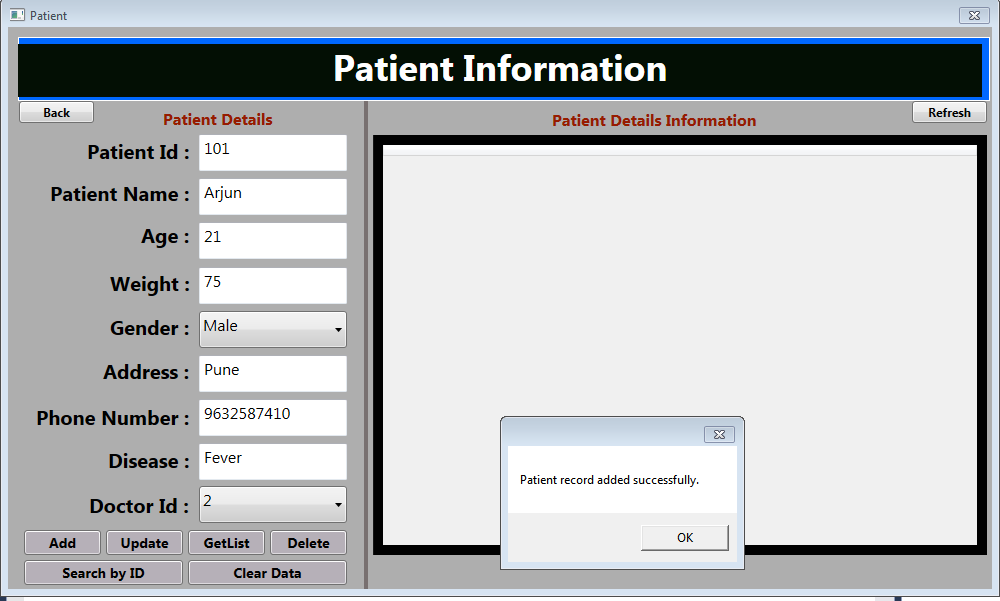 Patient
Patient Information
Back
Patient Details
Patient Details Information
Refresh
Patient Id : 101
Patient Name : Arjun
Age : 21
Weight : 75
Gender : Male
Address : Pune
Phone Number : 9632587410
Disease : Fever
Doctor Id : 2
Add Update GetList Delete
Search by ID Clear Data
Patient record added successfully.
OK